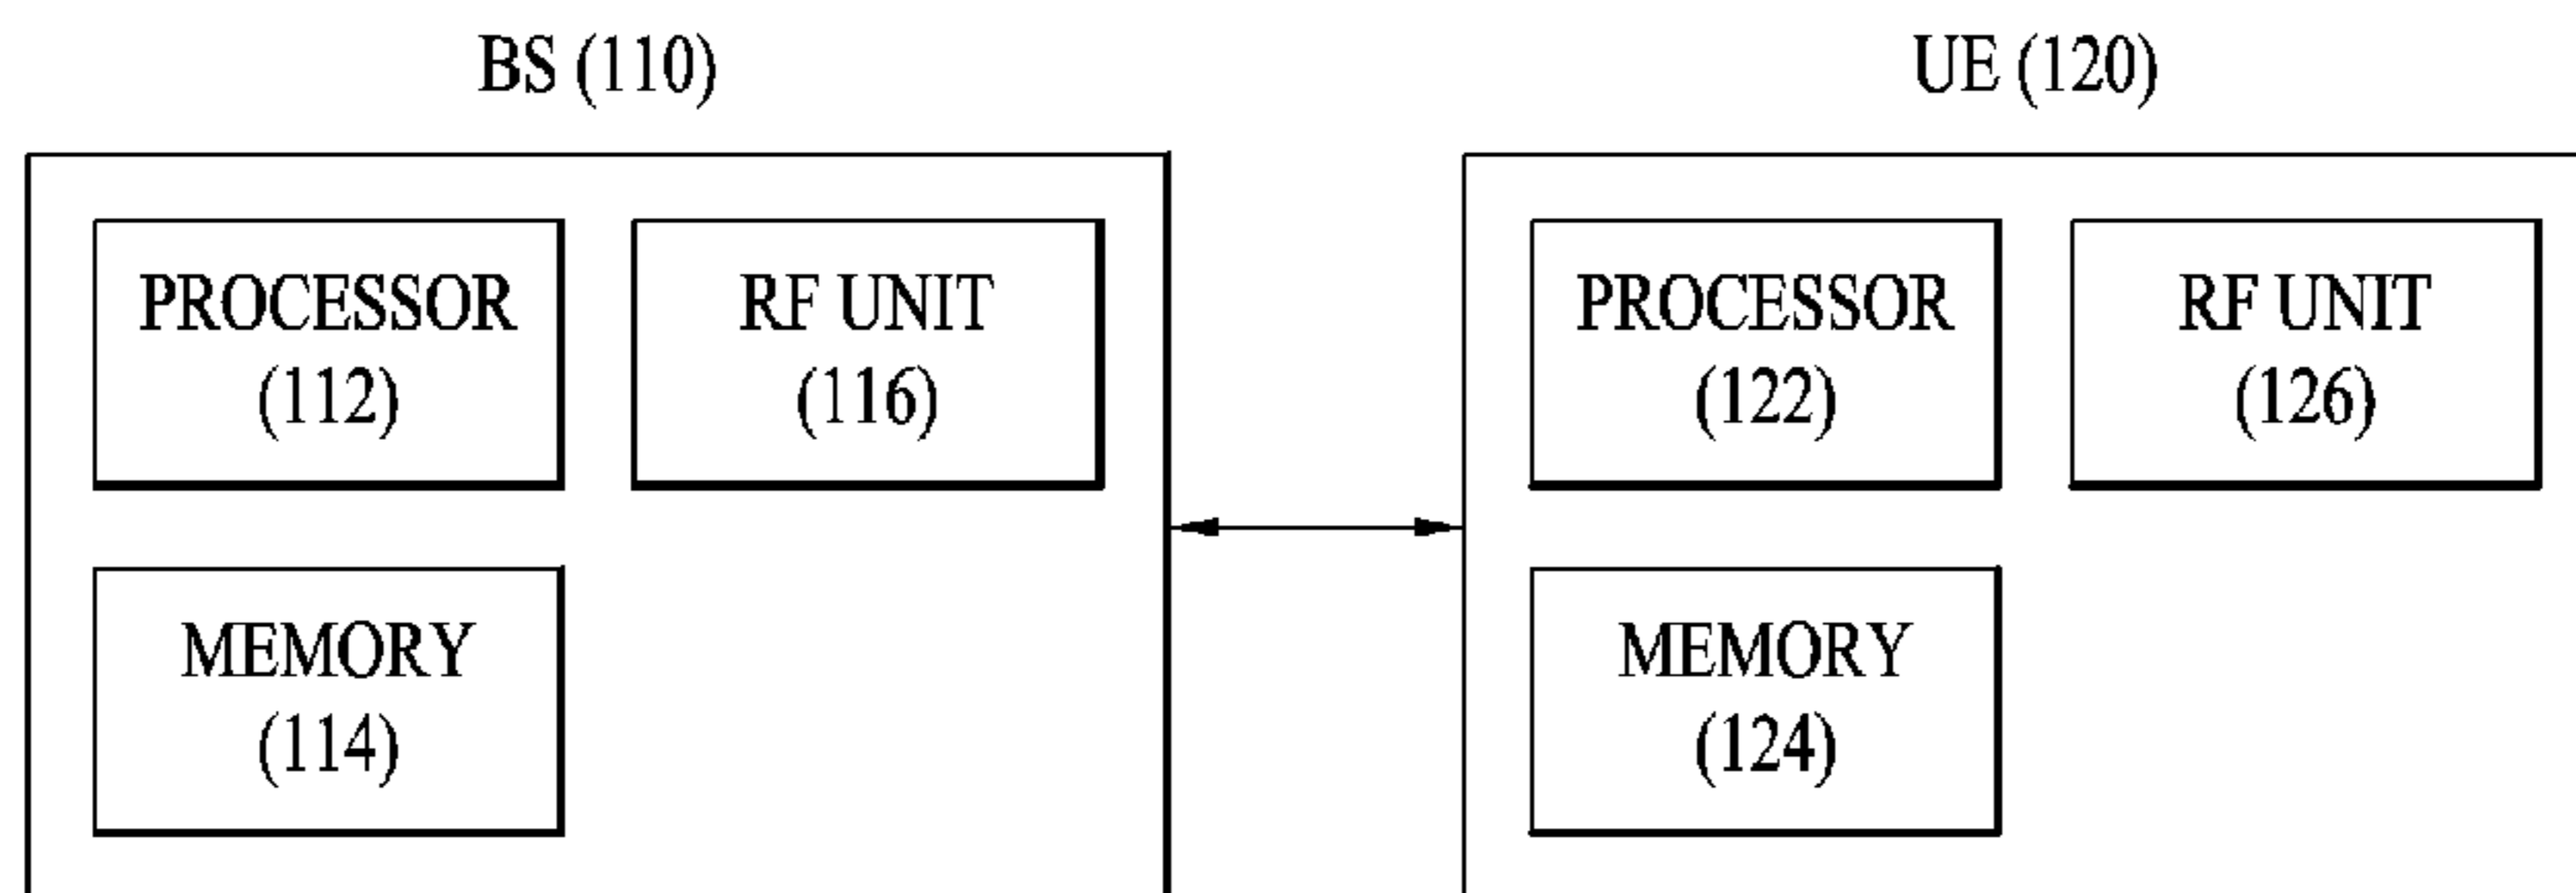 BS (110)
PROCESSOR
(112)
RF UNIT
(116)
MEMORY
(114)
UE (120)
PROCESSOR
(122)
RF UNIT
(126)
MEMORY
(124)